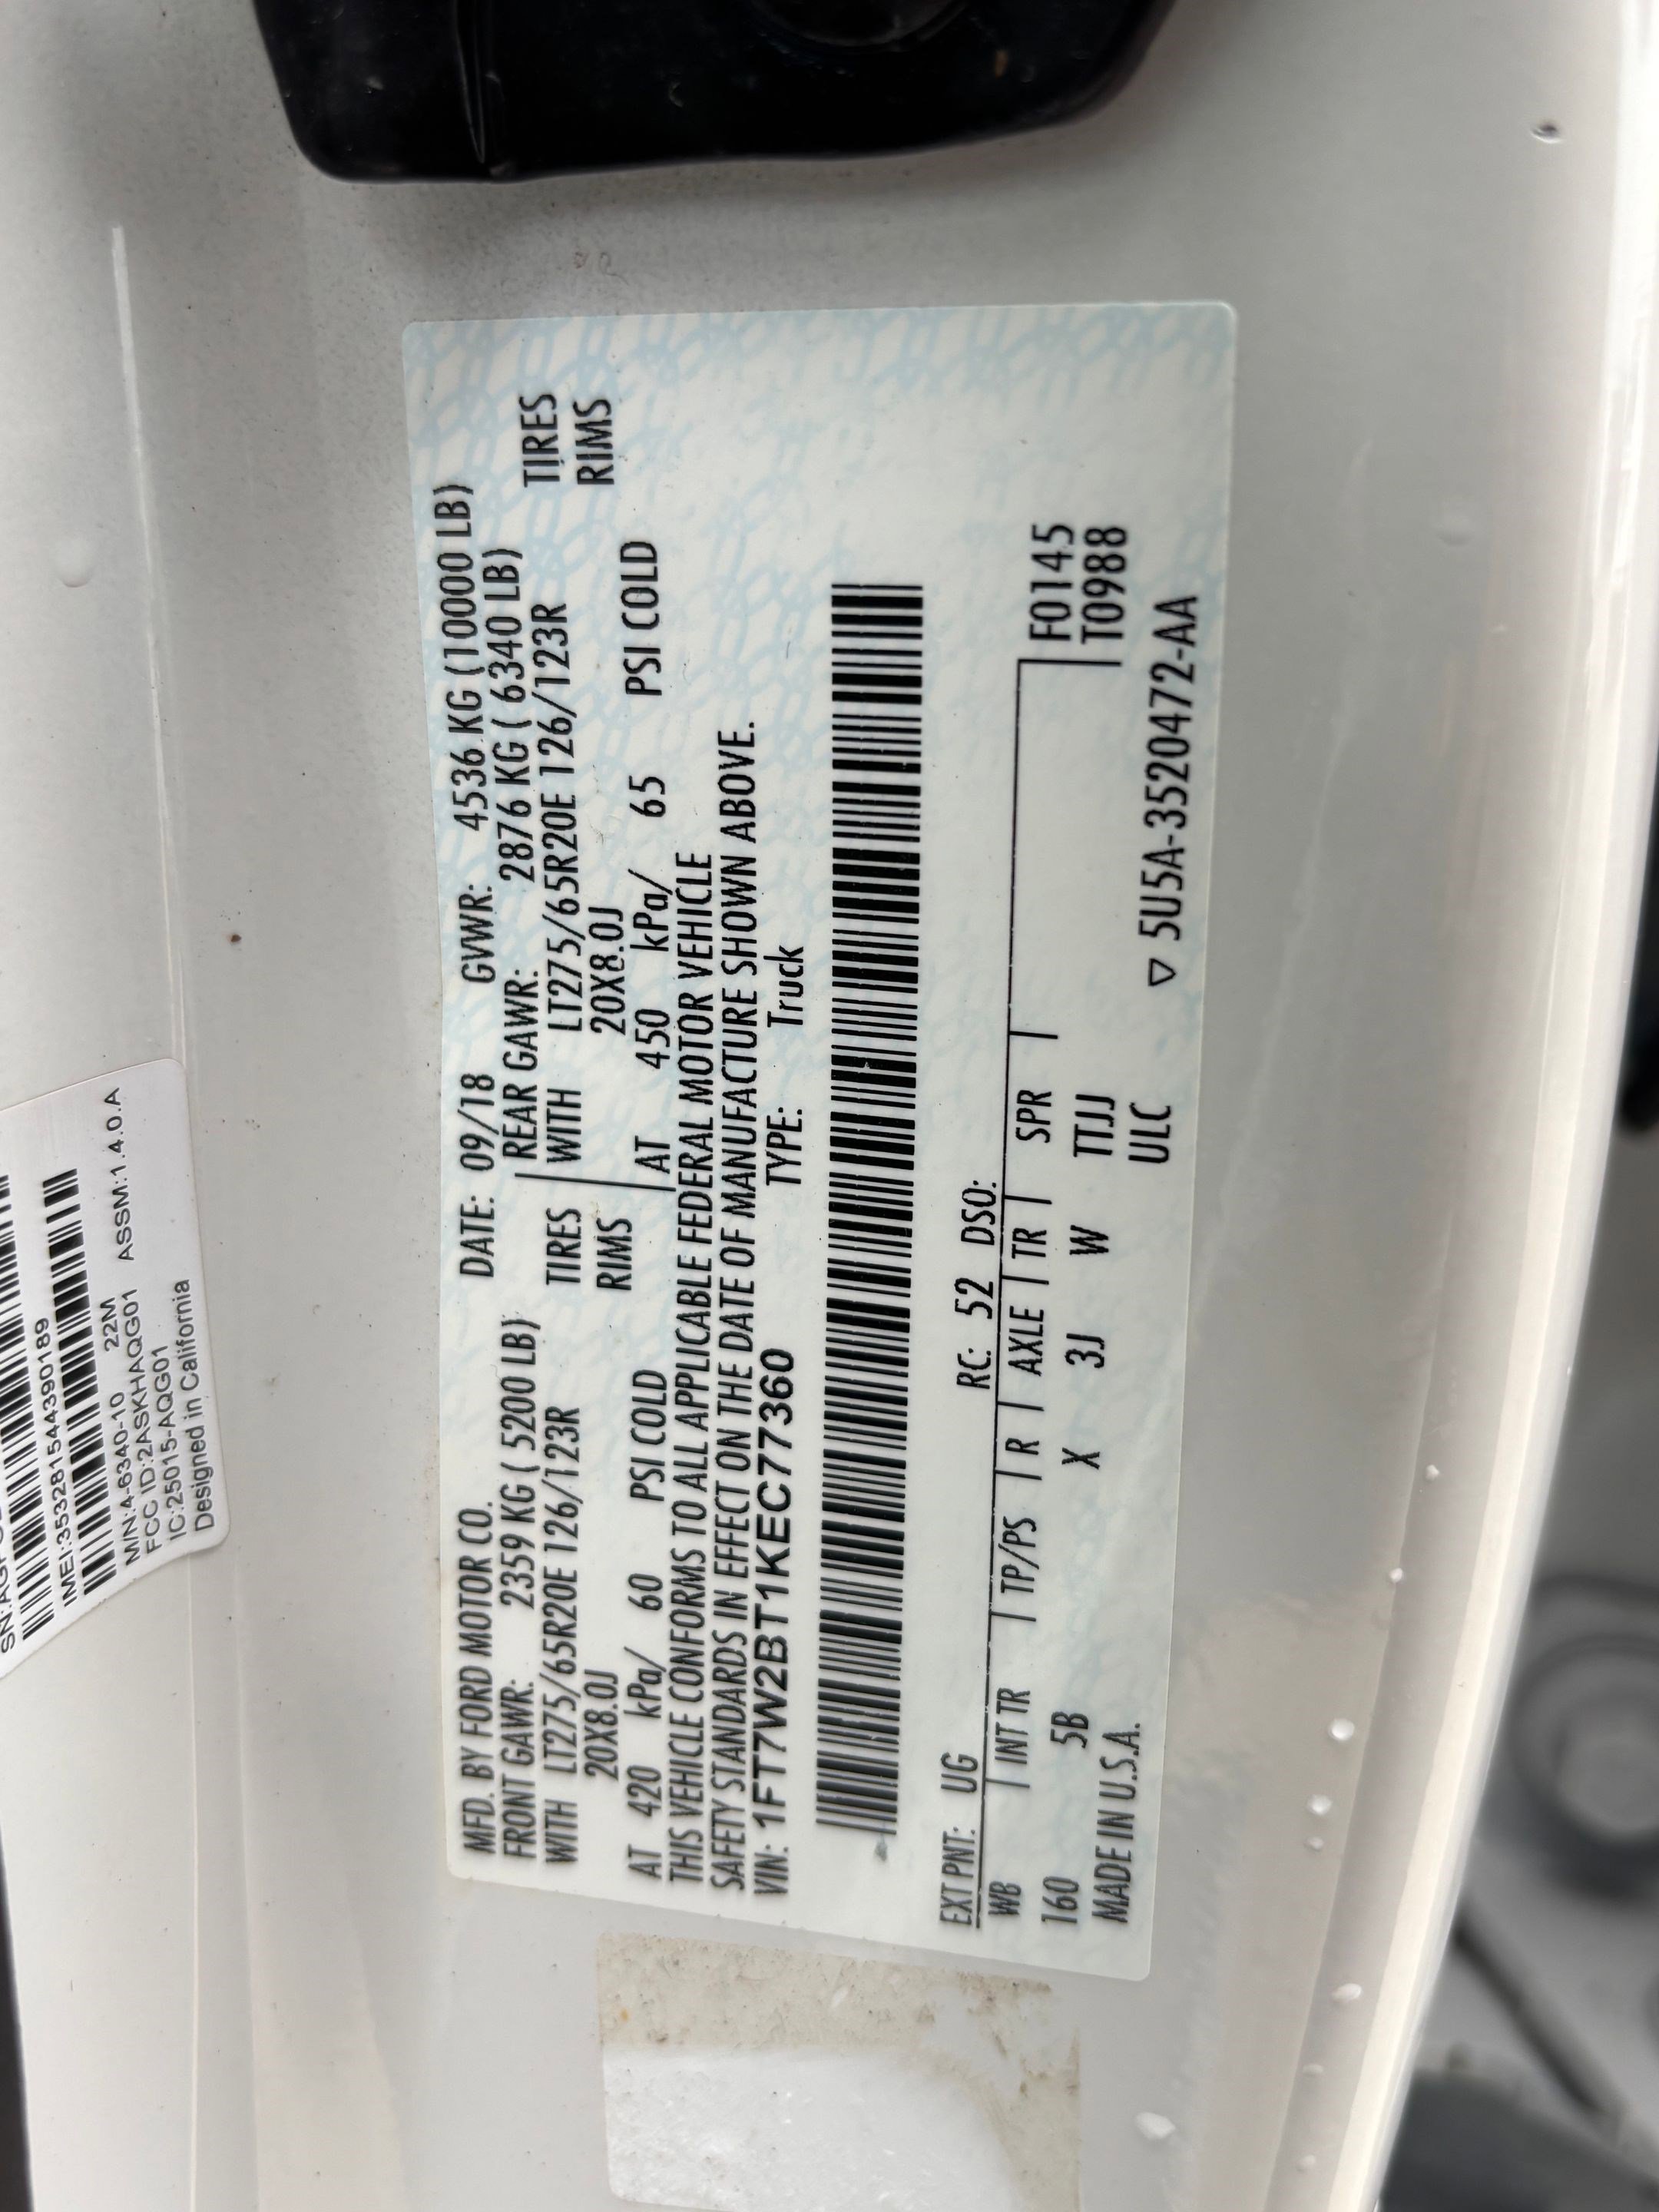 IMEI:353281544390189
M/N:4-6340-10 22M
FCC ID:2ASKHAQG01 ASSM:1.4.0.A
IC:25015-AQG01
Designed in California
MFD. BY FORD MOTOR CO. DATE: 09/18 GVWR: 4536 KG (10000 LB)
FRONT GAWR: 2359 KG ( 5200 LB) REAR GAWR: 2876 KG ( 6340 LB)
WITH LT275/65R20E 126/123R TIRES WITH LT275/65R20E 126/123R TIRES
20X8.0J RIMS 20X8.0J RIMS
AT 420 kPa/ 60 PSI COLD AT 450 kPa/ 65 PSI COLD
THIS VEHICLE CONFORMS TO ALL APPLICABLE FEDERAL MOTOR VEHICLE
SAFETY STANDARDS IN EFFECT ON THE DATE OF MANUFACTURE SHOWN ABOVE.
VIN: 1FT7W2BT1KEC77360 TYPE: Truck
EXT PNT: UG RC: 52 DSO:
WB INT TR TP/PS R AXLE TR SPR F0145
160 5B X 3J W TTJJ T0988
MADE IN U.S.A. ULC ▽ 5U5A-3520472-AA